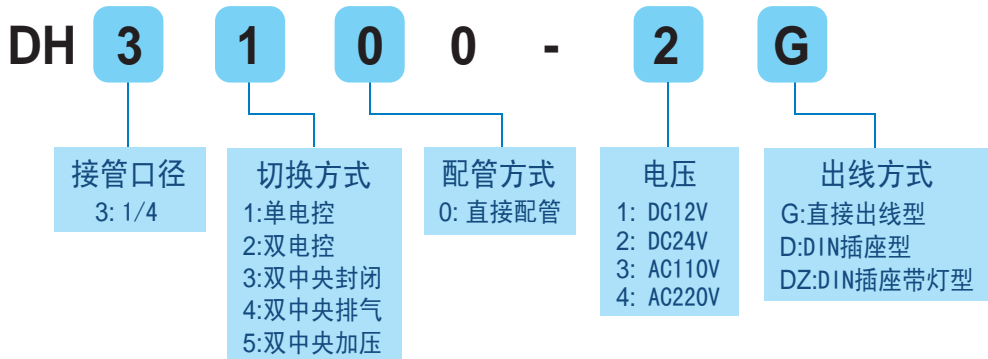 DH 3 1 0 0 - 2 G
接管口径
3: 1/4
切换方式
1:单电控
2:双电控
3:双中央封闭
4:双中央排气
5:双中央加压
配管方式
0: 直接配管
电压
1: DC12V
2: DC24V
3: AC110V
4: AC220V
出线方式
G:直接出线型
D:DIN插座型
DZ:DIN插座带灯型